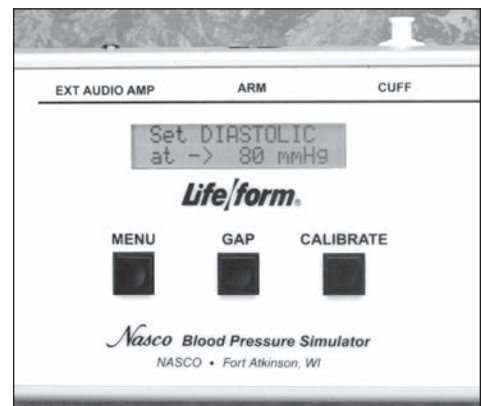 EXT AUDIO AMP ARM CUFF
Set DIASTOLIC
at -> 80 mmHg
Life/form®
MENU GAP CALIBRATE
Nasco Blood Pressure Simulator
NASCO • Fort Atkinson, WI